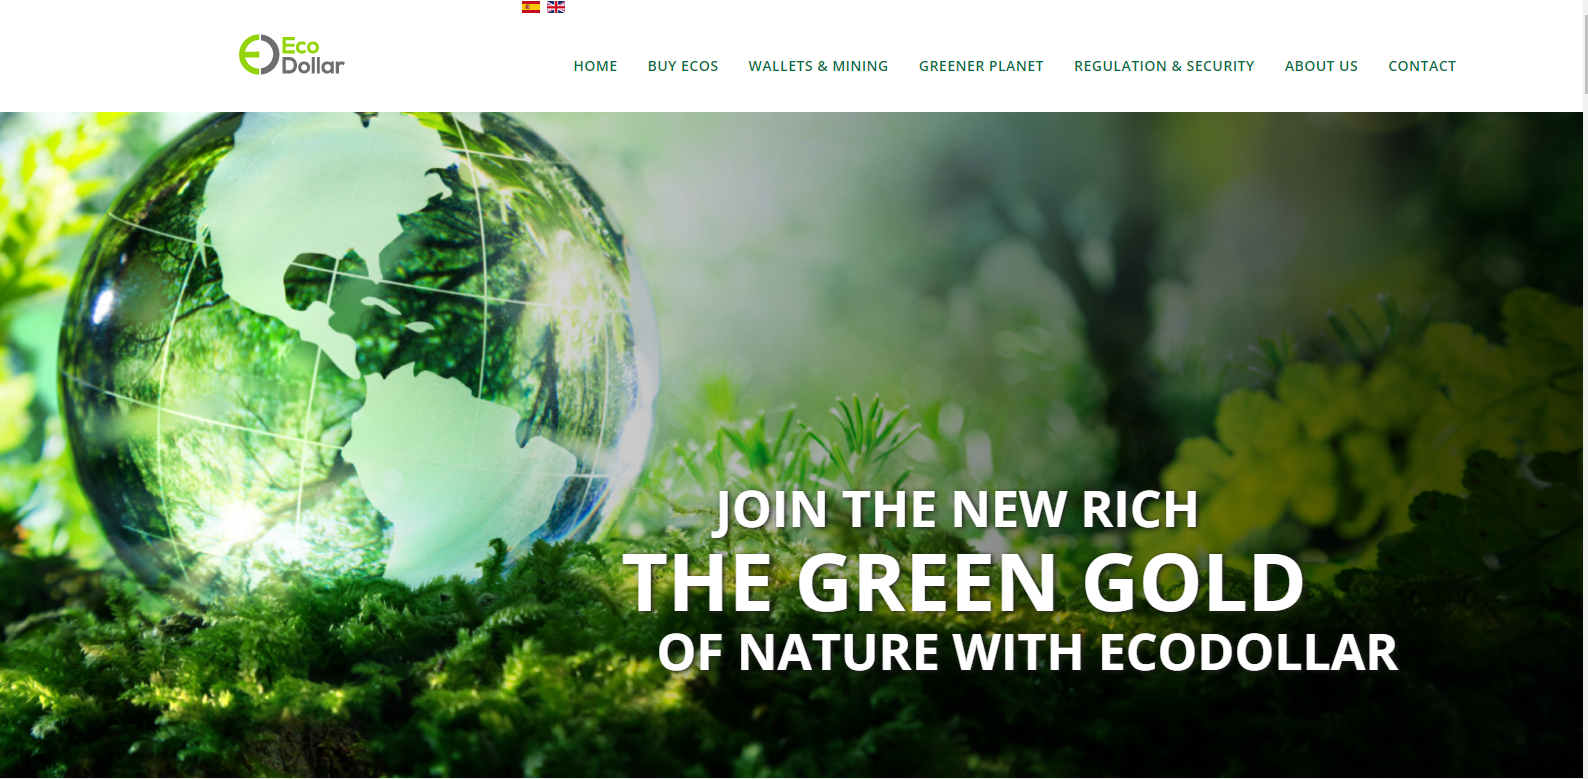 Eco
Dollar
HOME BUY ECOS WALLETS & MINING GREENER PLANET REGULATION & SECURITY ABOUT US CONTACT
JOIN THE NEW RICH
THE GREEN GOLD
OF NATURE WITH ECODOLLAR